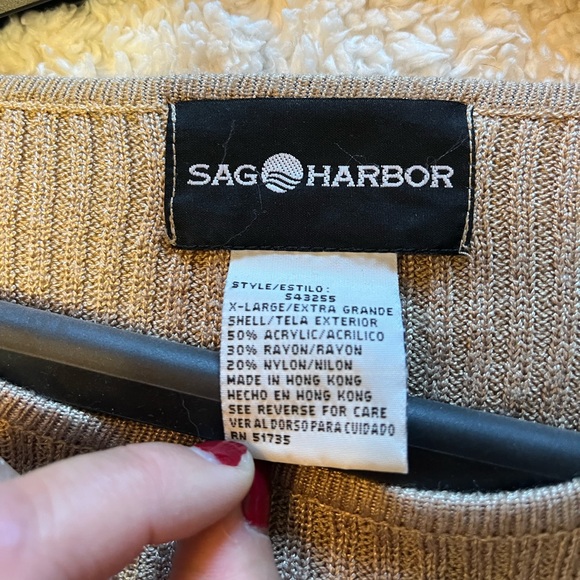 SAG HARBOR
STYLE/ESTILO:
S43255
X-LARGE/EXTRA GRANDE
SHELL/TELA EXTERIOR
50% ACRYLIC/ACRILICO
30% RAYON/RAYON
20% NYLON/NILON
MADE IN HONG KONG
HECHO EN HONG KONG
SEE REVERSE FOR CARE
VER AL DORSO PARA CUIDADO
RN 51735